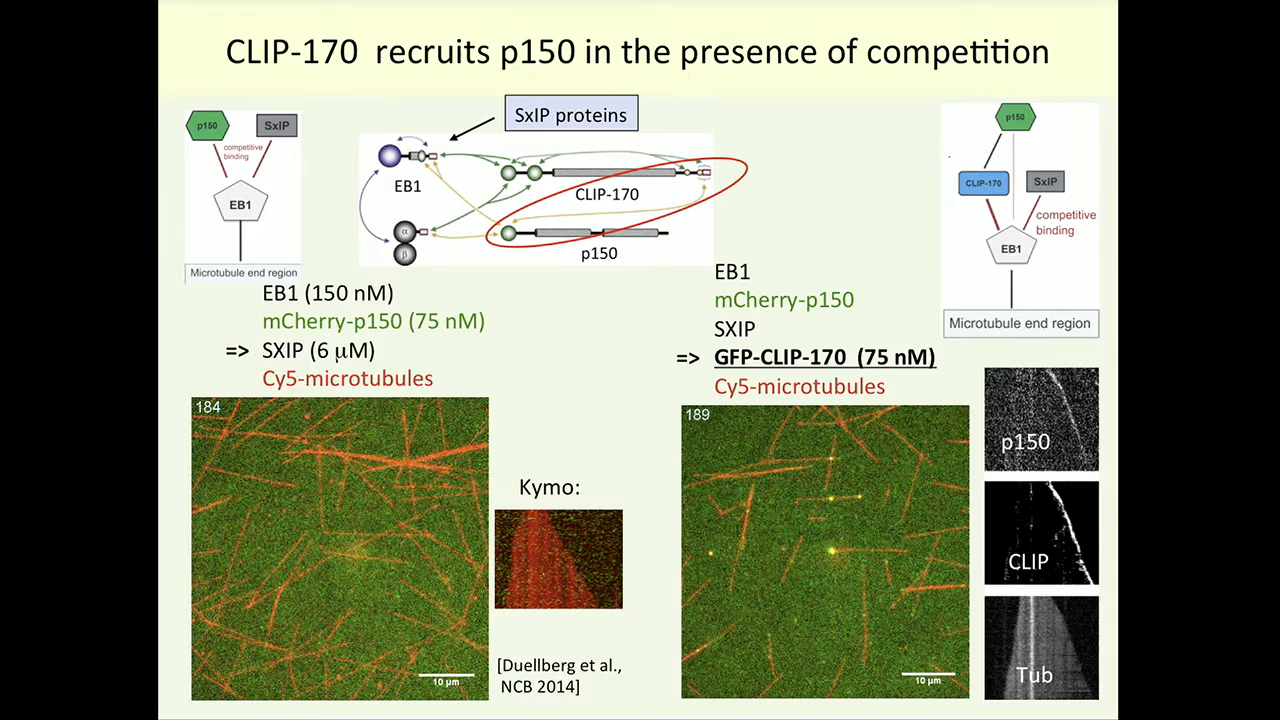 CLIP-170 recruits p150 in the presence of competition
p150
SxIP
competitive
binding
EB1
Microtubule end region
SxIP proteins
EB1
CLIP-170
α
β
p150
p150
CLIP-170
SxIP
competitive
binding
EB1
Microtubule end region
EB1 (150 nM)
mCherry-p150 (75 nM)
=> SXIP (6 μM)
Cy5-microtubules
EB1
mCherry-p150
SXIP
=> GFP-CLIP-170 (75 nM)
Cy5-microtubules
184
10 μm
Kymo:
[Duellberg et al.,
NCB 2014]
189
10 μm
p150
CLIP
Tub